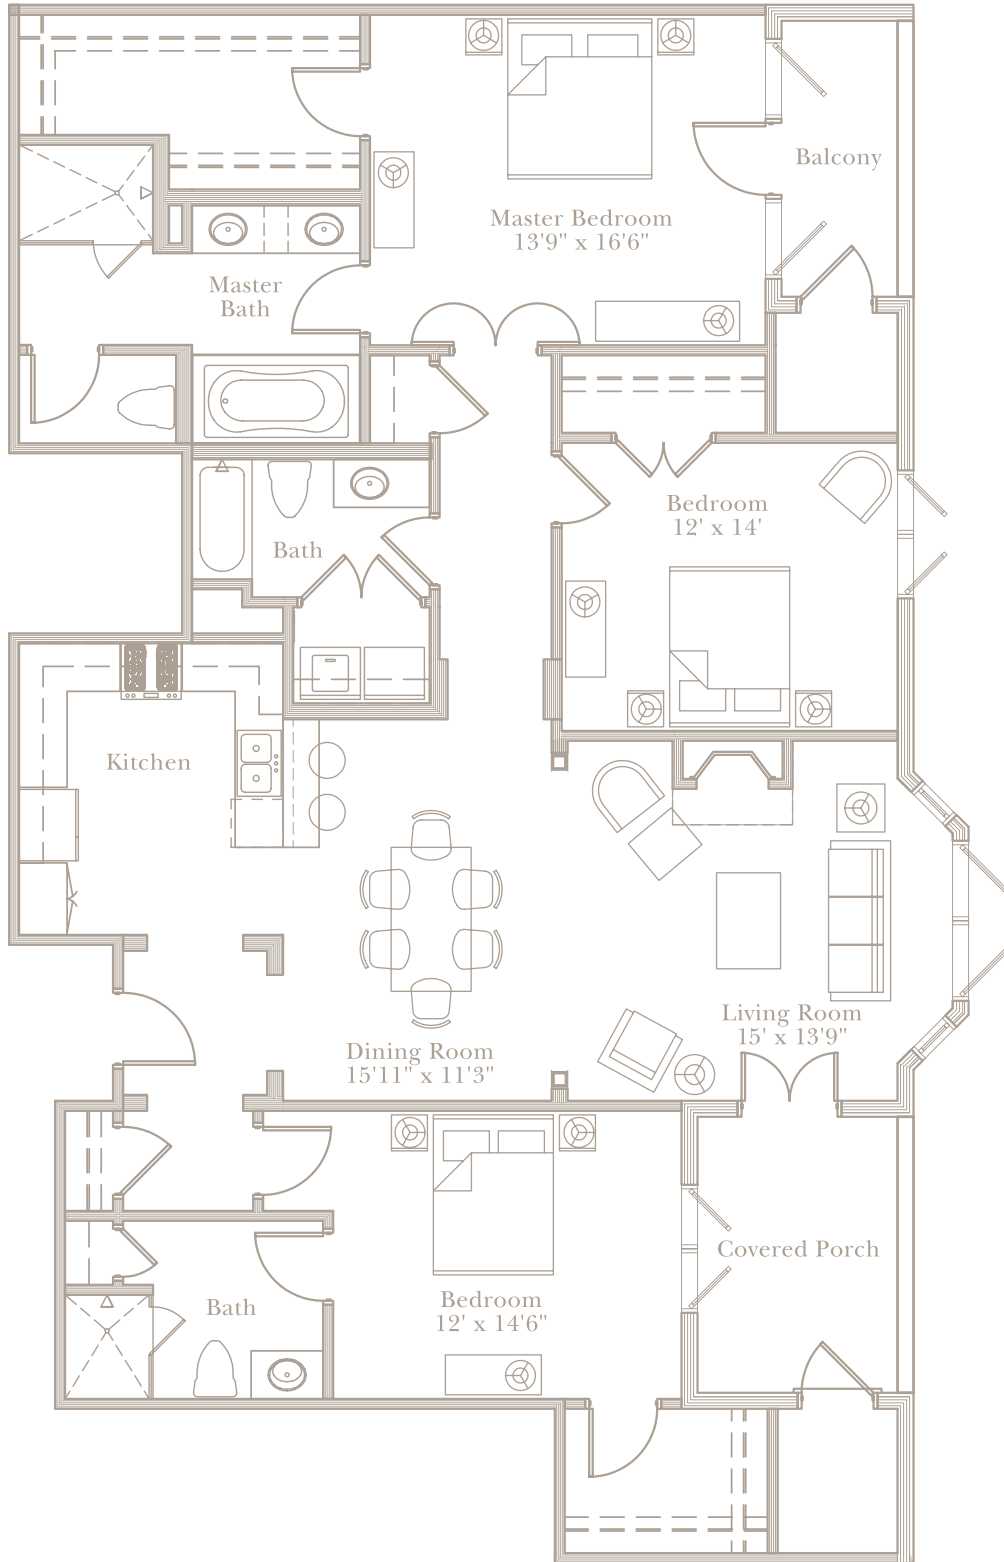 Balcony
Master Bedroom
13'9" x 16'6"
Master
Bath
Bedroom
12' x 14'
Bath
Kitchen
Living Room
15' x 13'9"
Dining Room
15'11" x 11'3"
Covered Porch
Bedroom
12' x 14'6"
Bath